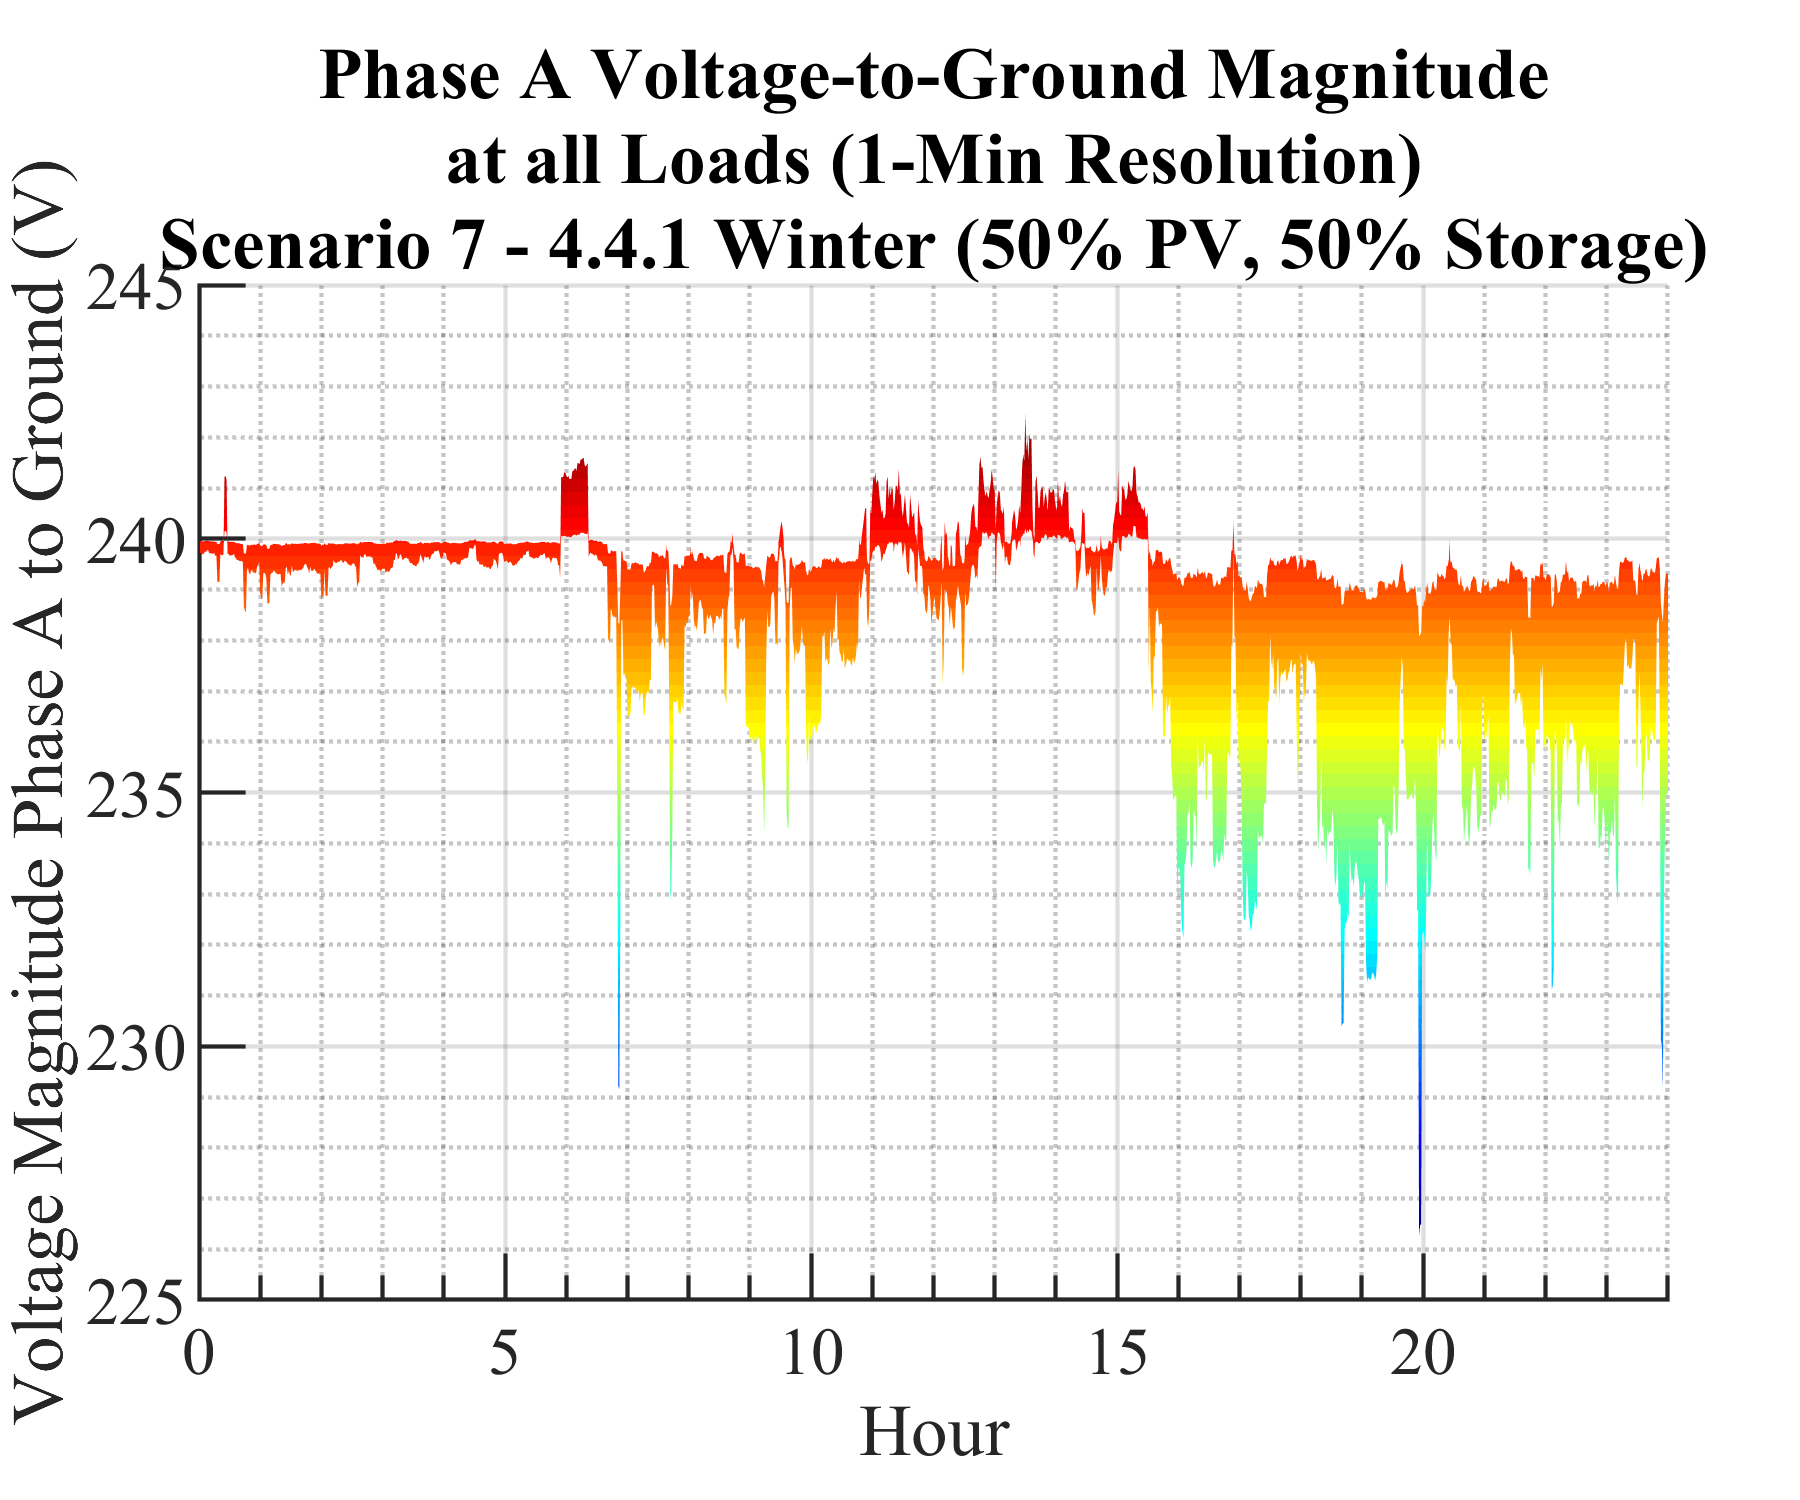 Phase A Voltage-to-Ground Magnitude
at all Loads (1-Min Resolution)
Scenario 7 - 4.4.1 Winter (50% PV, 50% Storage)
Voltage Magnitude Phase A to Ground (V)
245
240
235
230
225
0 5 10 15 20
Hour